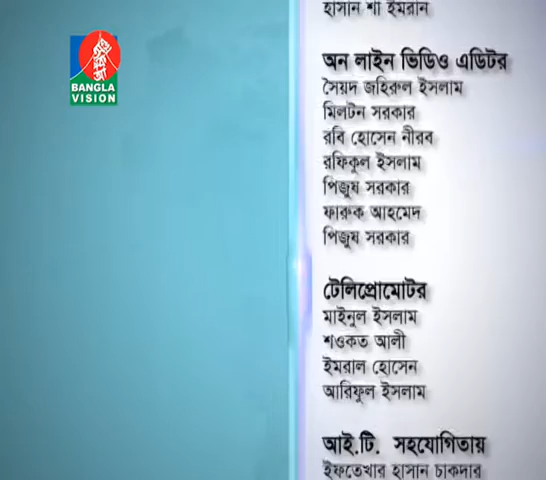 BANGLA
VISION
হাসান শা ইমরান
অন লাইন ভিডিও এডিটর
সৈয়দ জহিরুল ইসলাম
মিলটন সরকার
রবি হোসেন নীরব
রফিকুল ইসলাম
পিজুষ সরকার
ফারুক আহমেদ
পিজুষ সরকার
টেলিপ্রোমোটর
মাইনুল ইসলাম
শওকত আলী
ইমরাল হোসেন
আরিফুল ইসলাম
আই.টি. সহযোগিতায়
ইফতেখার হাসান চাকদার